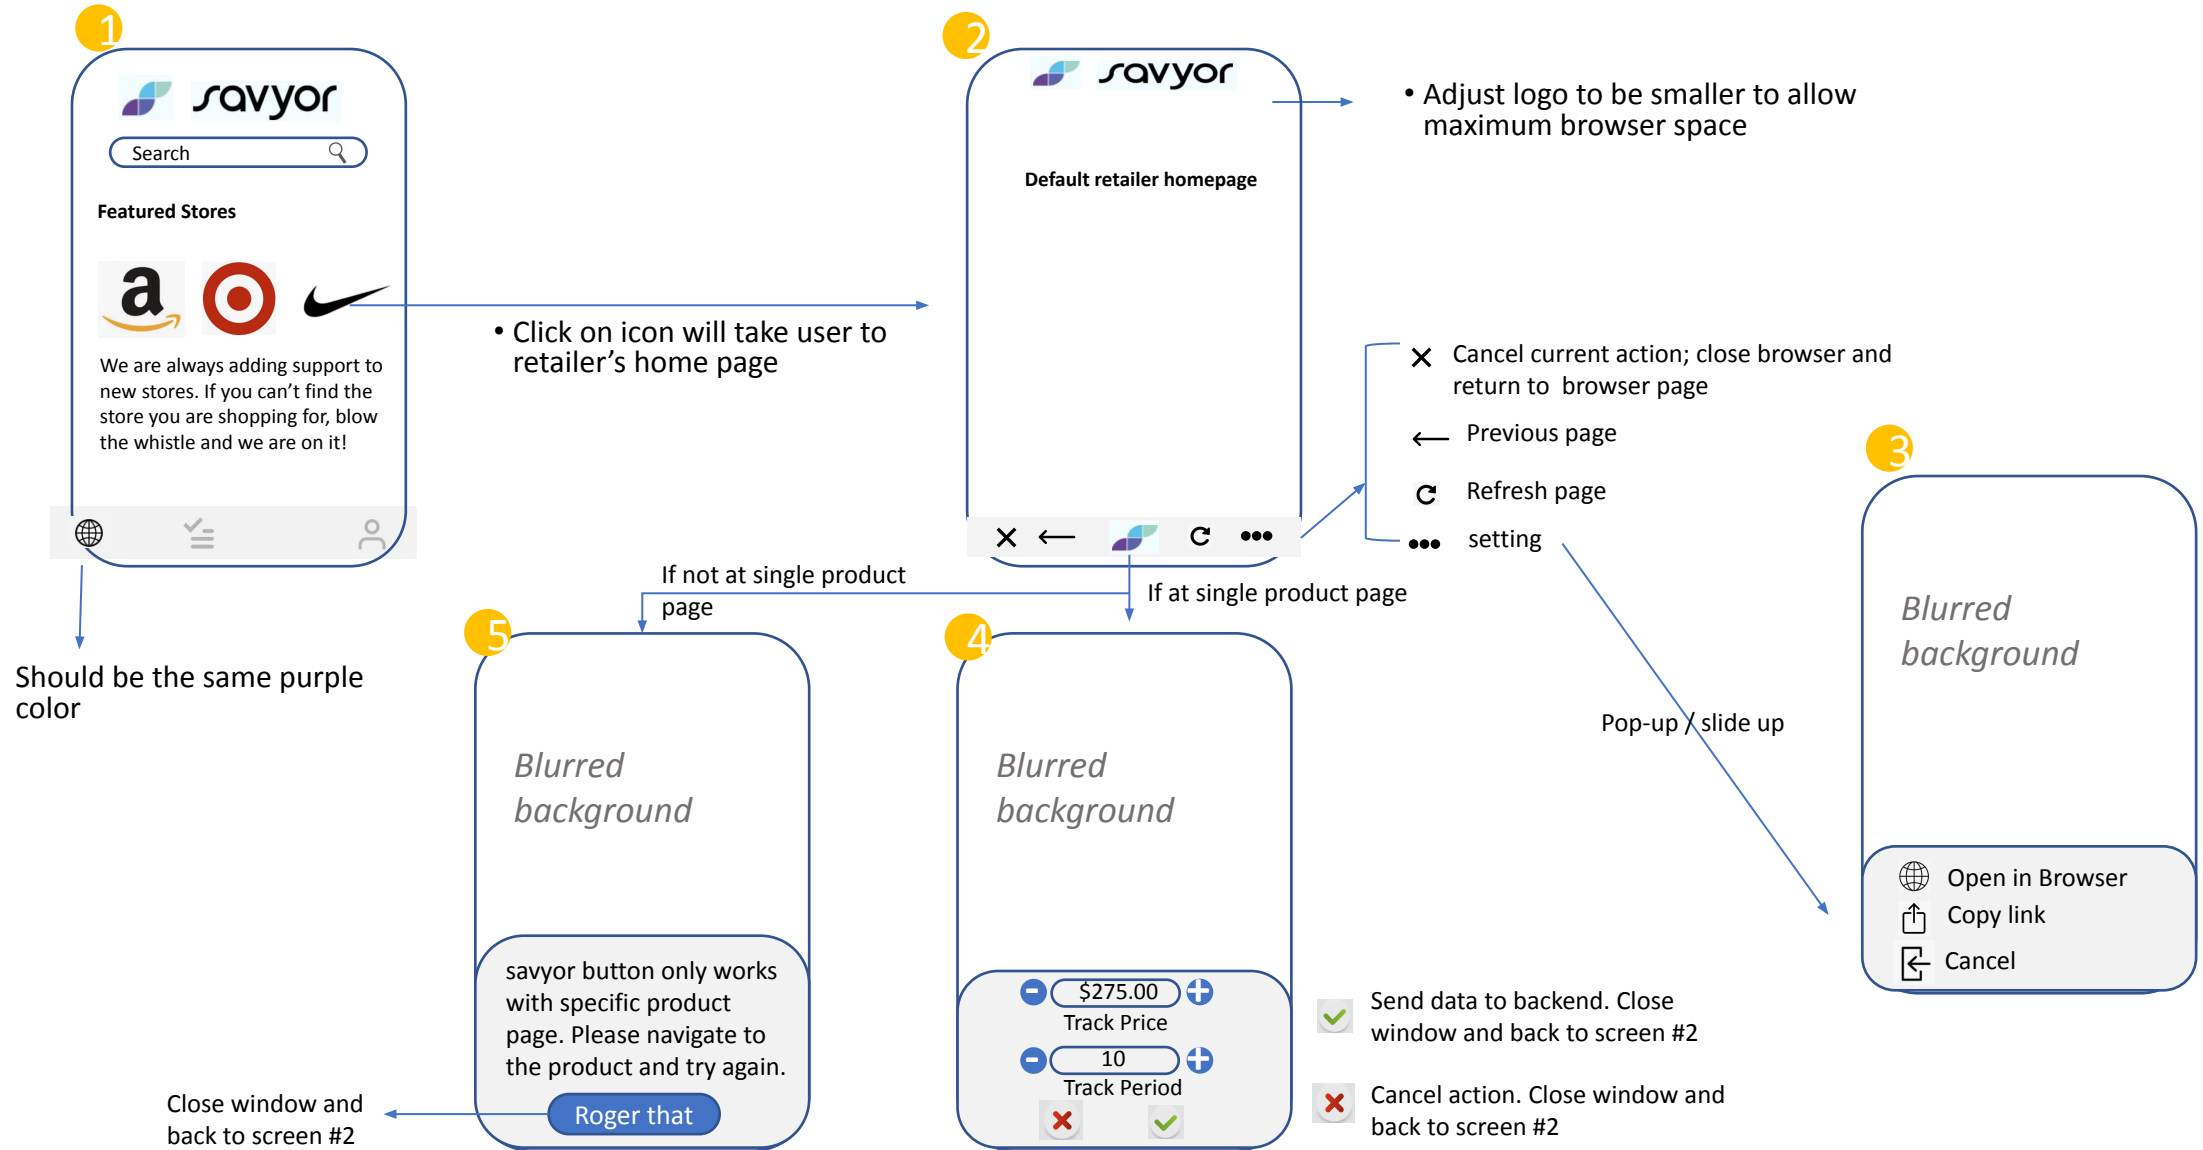 1
savyor
Search
Featured Stores
a
We are always adding support to
new stores. If you can't find the
store you are shopping for, blow
the whistle and we are on it!
Should be the same purple
color
• Click on icon will take user to
retailer's home page
2
savyor
Default retailer homepage
• Adjust logo to be smaller to allow
maximum browser space
Cancel current action; close browser and
return to browser page
Previous page
Refresh page
setting
If not at single product
page
If at single product page
Pop-up / slide up
3
Blurred
background
Open in Browser
Copy link
Cancel
5
Blurred
background
savyor button only works
with specific product
page. Please navigate to
the product and try again.
Roger that
Close window and
back to screen #2
4
Blurred
background
$275.00
Track Price
10
Track Period
Send data to backend. Close
window and back to screen #2
Cancel action. Close window and
back to screen #2